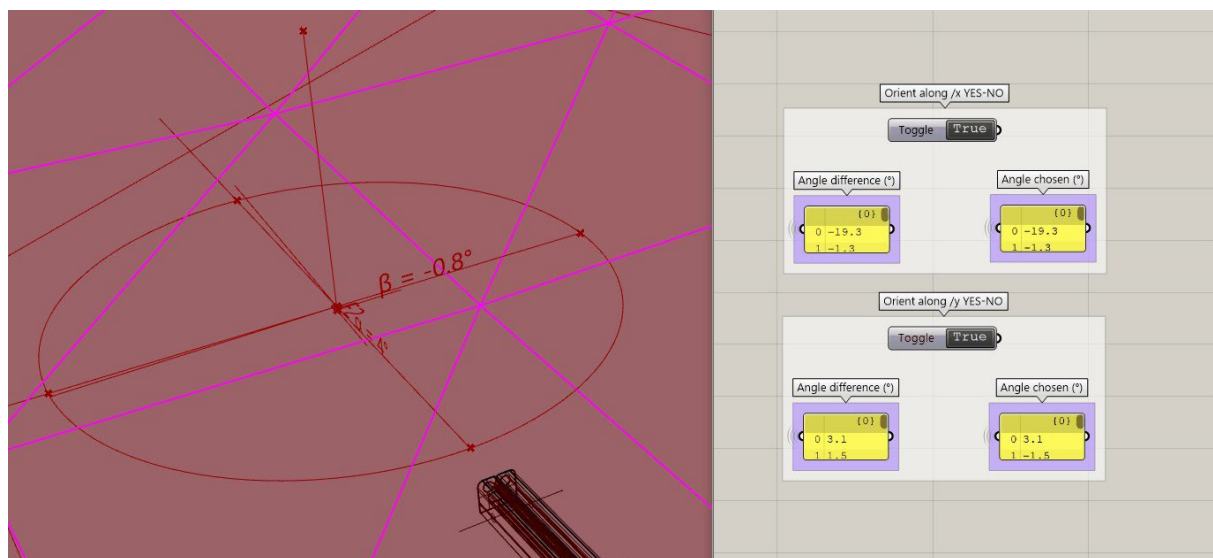 β = -0.8°
Orient along /x YES-NO
Toggle True
Angle difference (°)
Angle chosen (°)
{0}
0 -19.3
1 -1.3
{0}
0 -19.3
1 -1.3
Orient along /y YES-NO
Toggle True
Angle difference (°)
Angle chosen (°)
{0}
0 3.1
1 1.5
{0}
0 3.1
1 -1.5